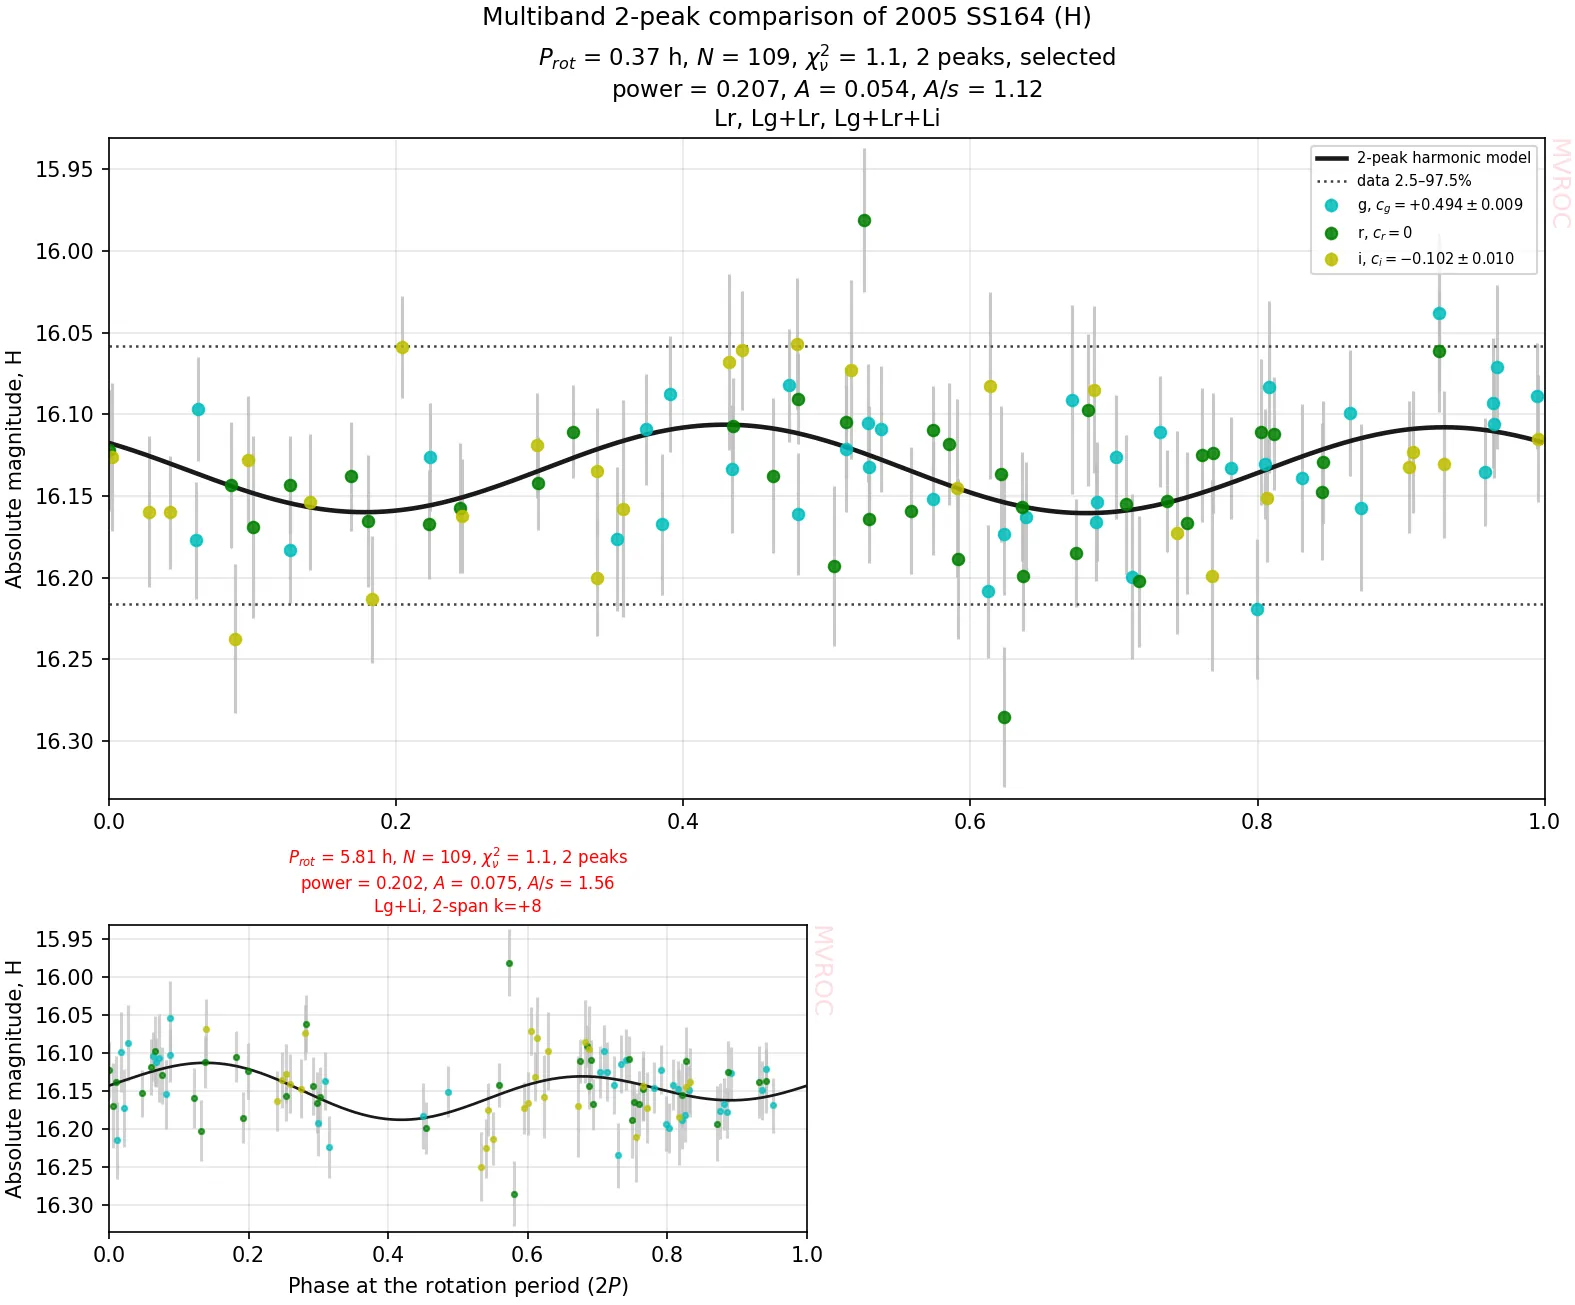 Multiband 2-peak comparison of 2005 SS164 (H)
P_rot = 0.37 h, N = 109, χ²_ν = 1.1, 2 peaks, selected
power = 0.207, A = 0.054, A/s = 1.12
Lr, Lg+Lr, Lg+Lr+Li
MVROC
2-peak harmonic model
data 2.5–97.5%
g, c_g = +0.494 ± 0.009
r, c_r = 0
i, c_i = −0.102 ± 0.010
Absolute magnitude, H
15.95
16.00
16.05
16.10
16.15
16.20
16.25
16.30
0.0 0.2 0.4 0.6 0.8 1.0
P_rot = 5.81 h, N = 109, χ²_ν = 1.1, 2 peaks
power = 0.202, A = 0.075, A/s = 1.56
Lg+Li, 2-span k=+8
MVROC
Absolute magnitude, H
15.95
16.00
16.05
16.10
16.15
16.20
16.25
16.30
0.0 0.2 0.4 0.6 0.8 1.0
Phase at the rotation period (2P)